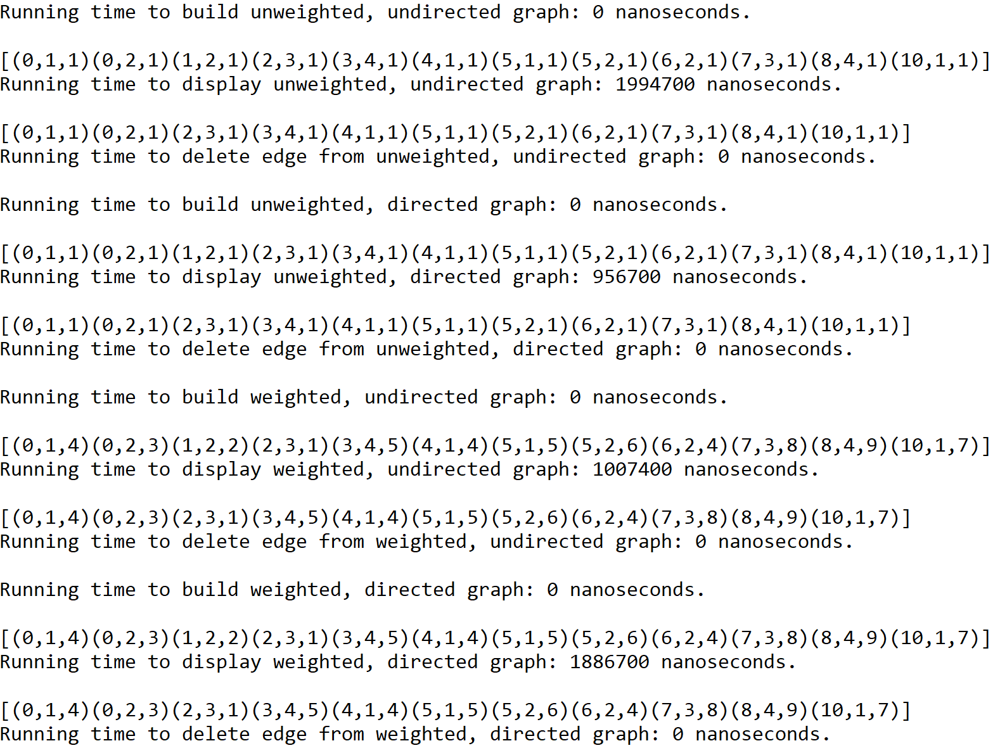 Running time to build unweighted, undirected graph: 0 nanoseconds.
[(0,1,1)(0,2,1)(1,2,1)(2,3,1)(3,4,1)(4,1,1)(5,1,1)(5,2,1)(6,2,1)(7,3,1)(8,4,1)(10,1,1)]
Running time to display unweighted, undirected graph: 1994700 nanoseconds.
[(0,1,1)(0,2,1)(2,3,1)(3,4,1)(4,1,1)(5,1,1)(5,2,1)(6,2,1)(7,3,1)(8,4,1)(10,1,1)]
Running time to delete edge from unweighted, undirected graph: 0 nanoseconds.
Running time to build unweighted, directed graph: 0 nanoseconds.
[(0,1,1)(0,2,1)(1,2,1)(2,3,1)(3,4,1)(4,1,1)(5,1,1)(5,2,1)(6,2,1)(7,3,1)(8,4,1)(10,1,1)]
Running time to display unweighted, directed graph: 956700 nanoseconds.
[(0,1,1)(0,2,1)(2,3,1)(3,4,1)(4,1,1)(5,1,1)(5,2,1)(6,2,1)(7,3,1)(8,4,1)(10,1,1)]
Running time to delete edge from unweighted, directed graph: 0 nanoseconds.
Running time to build weighted, undirected graph: 0 nanoseconds.
[(0,1,4)(0,2,3)(1,2,2)(2,3,1)(3,4,5)(4,1,4)(5,1,5)(5,2,6)(6,2,4)(7,3,8)(8,4,9)(10,1,7)]
Running time to display weighted, undirected graph: 1007400 nanoseconds.
[(0,1,4)(0,2,3)(2,3,1)(3,4,5)(4,1,4)(5,1,5)(5,2,6)(6,2,4)(7,3,8)(8,4,9)(10,1,7)]
Running time to delete edge from weighted, undirected graph: 0 nanoseconds.
Running time to build weighted, directed graph: 0 nanoseconds.
[(0,1,4)(0,2,3)(1,2,2)(2,3,1)(3,4,5)(4,1,4)(5,1,5)(5,2,6)(6,2,4)(7,3,8)(8,4,9)(10,1,7)]
Running time to display weighted, directed graph: 1886700 nanoseconds.
[(0,1,4)(0,2,3)(2,3,1)(3,4,5)(4,1,4)(5,1,5)(5,2,6)(6,2,4)(7,3,8)(8,4,9)(10,1,7)]
Running time to delete edge from weighted, directed graph: 0 nanoseconds.